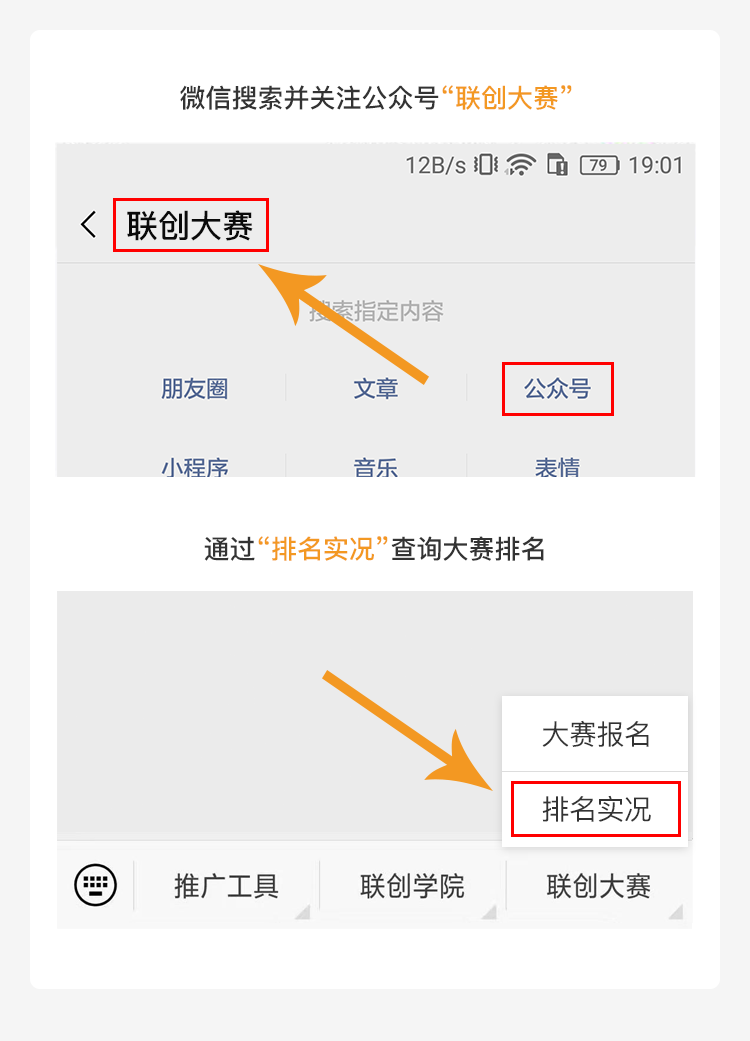 微信搜索并关注公众号“联创大赛”
12B/s 79 19:01
联创大赛
搜索指定内容
朋友圈 文章 公众号
小程序 音乐 表情
通过“排名实况”查询大赛排名
大赛报名
排名实况
推广工具 联创学院 联创大赛